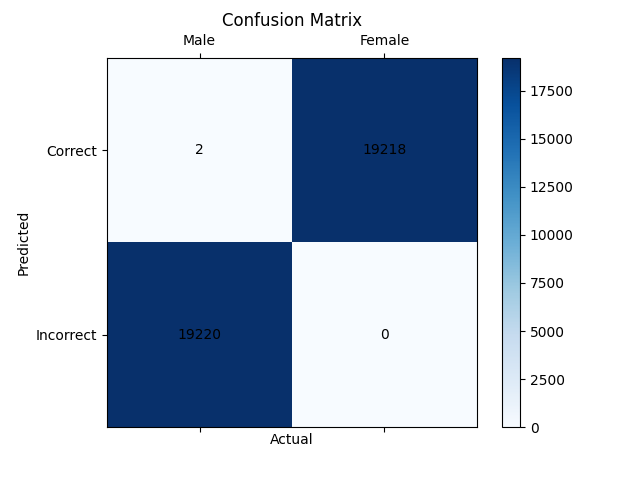 Confusion Matrix
Male Female
Correct
2 19218
Predicted
Incorrect
19220 0
Actual
17500
15000
12500
10000
7500
5000
2500
0